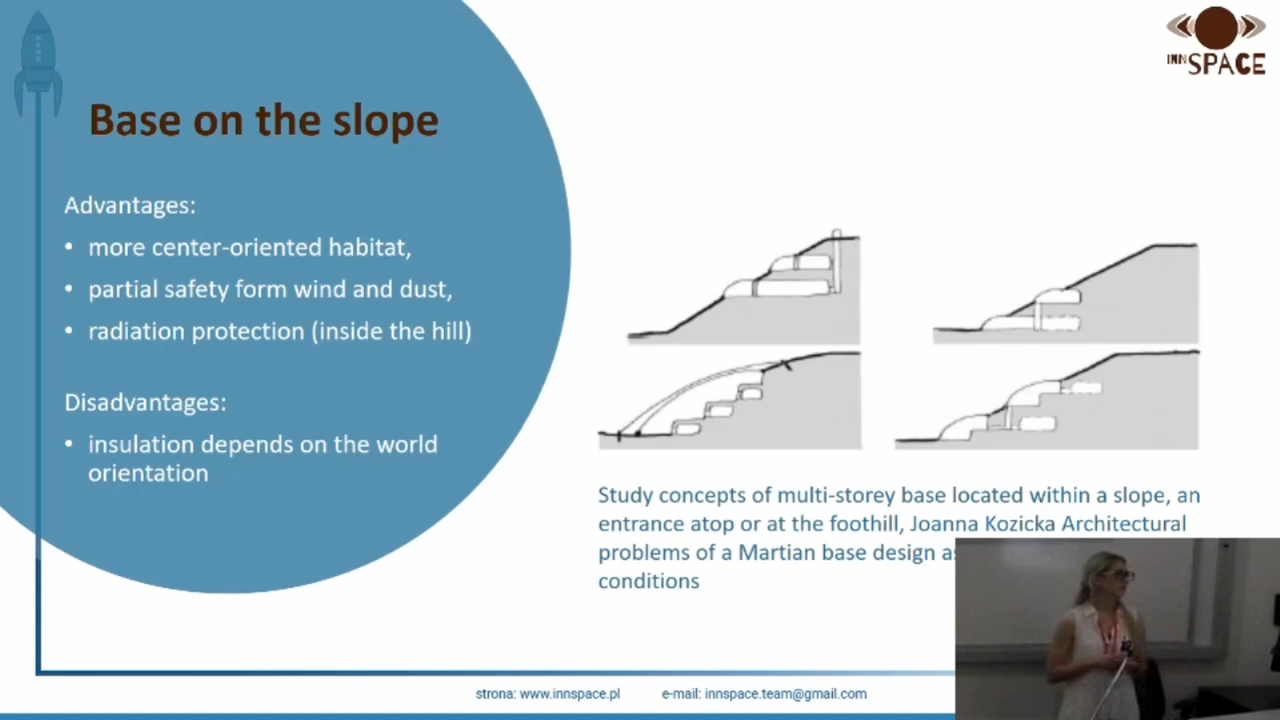 INN SPACE
Base on the slope
Advantages:
• more center-oriented habitat,
• partial safety form wind and dust,
• radiation protection (inside the hill)
Disadvantages:
• insulation depends on the world
orientation
Study concepts of multi-storey base located within a slope, an
entrance atop or at the foothill, Joanna Kozicka Architectural
problems of a Martian base design
conditions
strona: www.innspace.pl e-mail: innspace.team@gmail.com